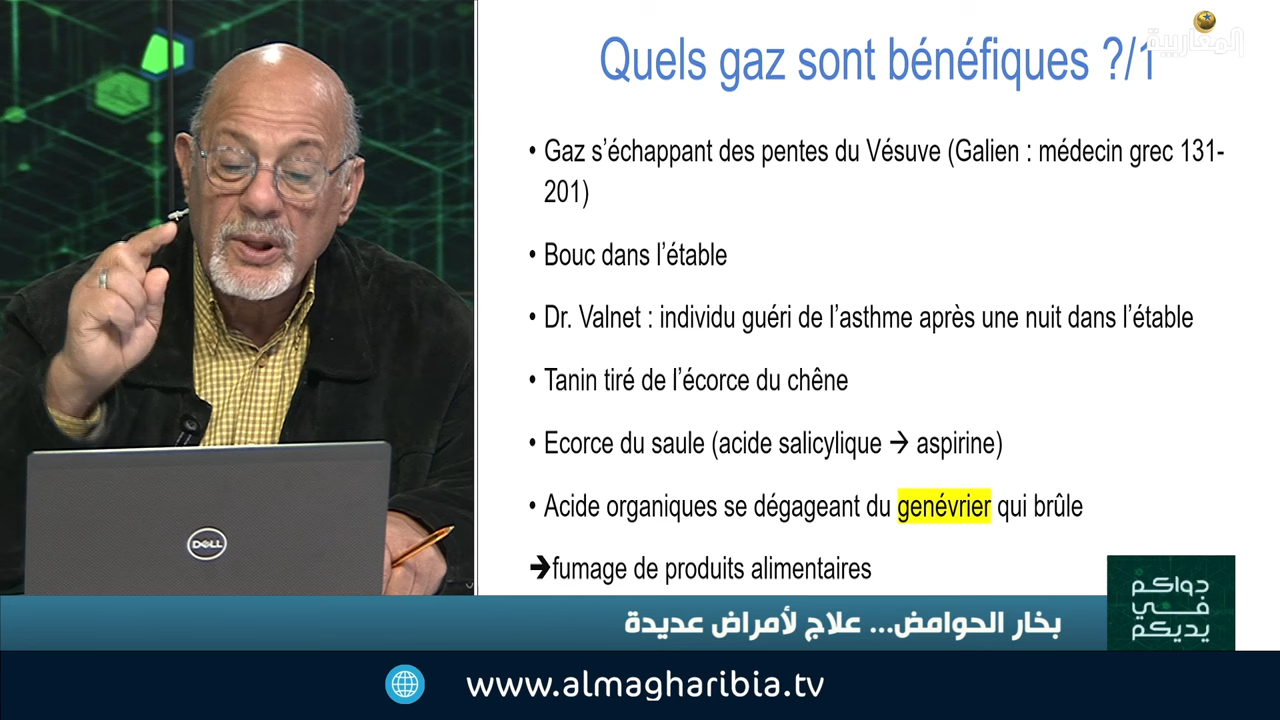 المغاربية
Quels gaz sont bénéfiques ?/1
• Gaz s’échappant des pentes du Vésuve (Galien : médecin grec 131-
201)
• Bouc dans l’étable
• Dr. Valnet : individu guéri de l’asthme après une nuit dans l’étable
• Tanin tiré de l’écorce du chêne
• Ecorce du saule (acide salicylique → aspirine)
• Acide organiques se dégageant du genévrier qui brûle
➔fumage de produits alimentaires
DELL
دواكم
في
يديكم
بخار الحوامض... علاج لأمراض عديدة
www.almagharibia.tv